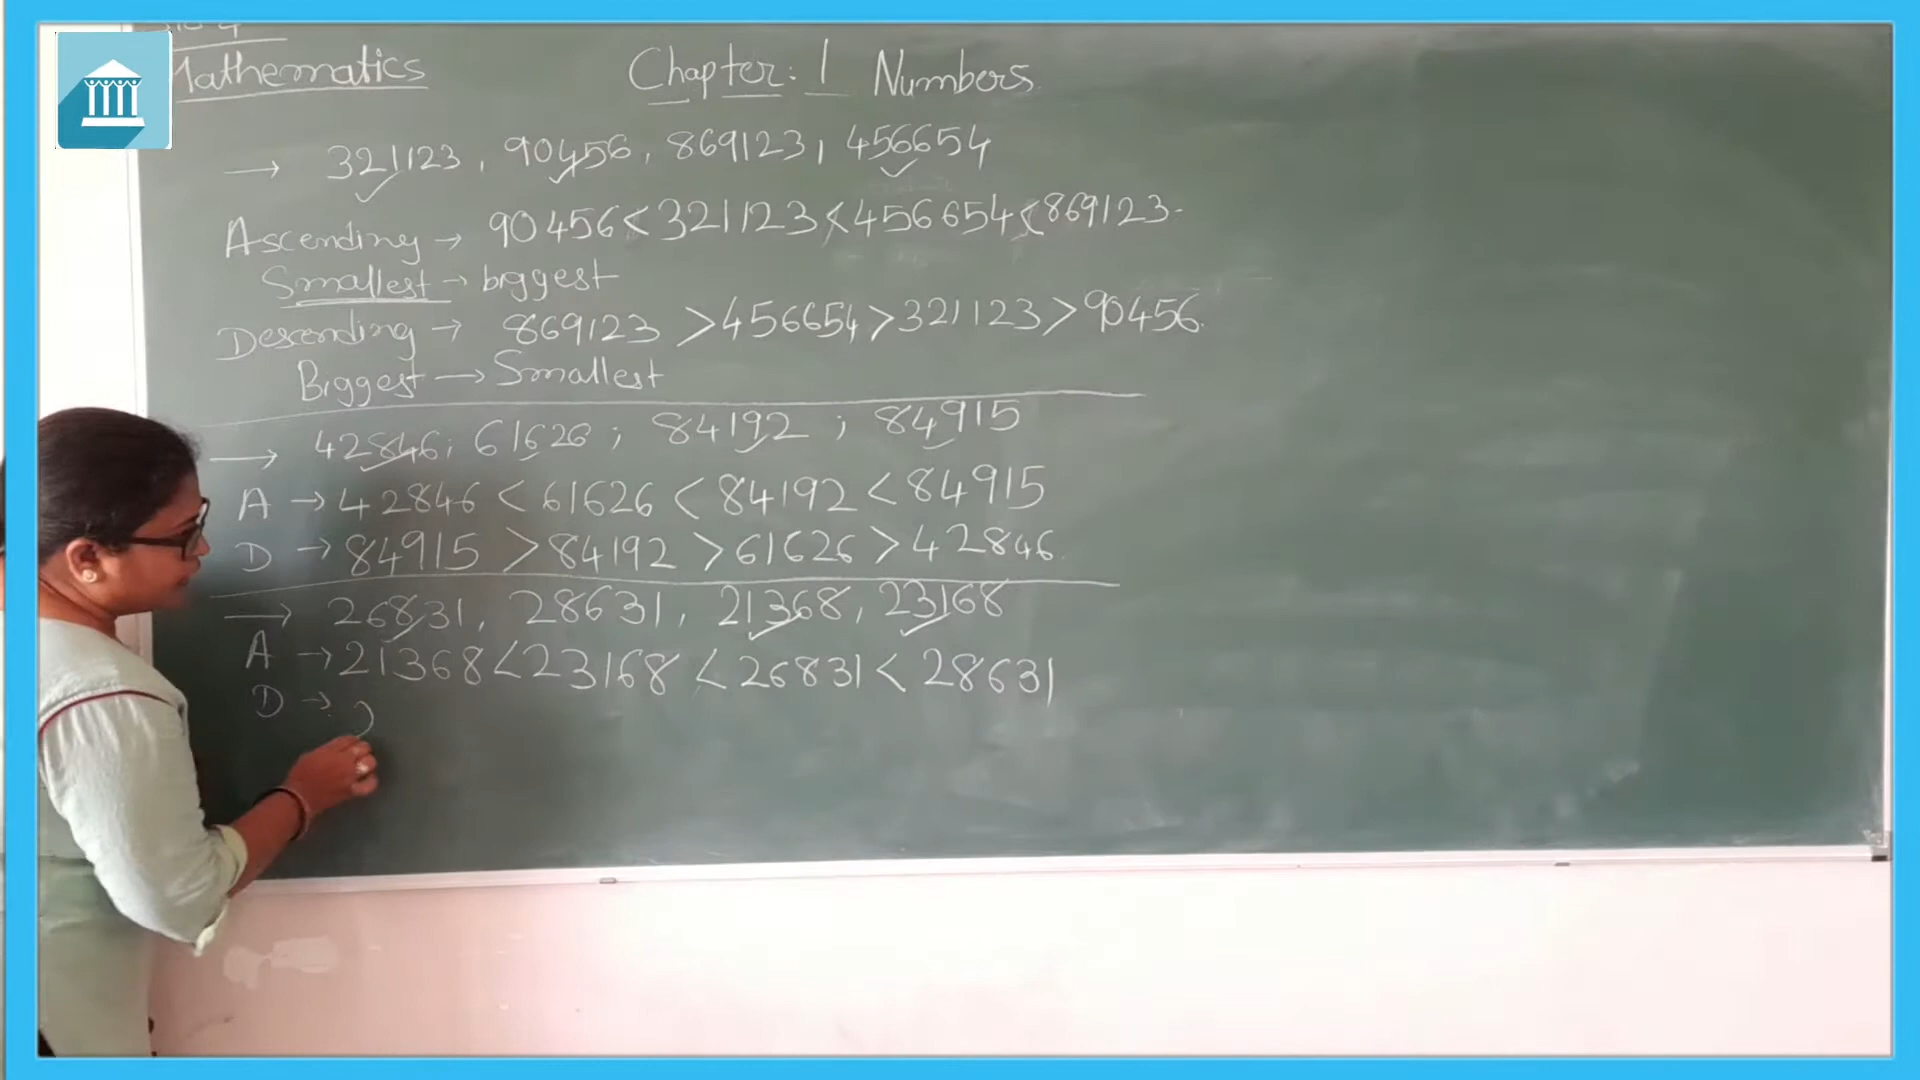 Mathematics
Chapter: 1 Numbers
→ 321123, 90456, 869123, 456654
Ascending → 90456 < 321123 < 456654 < 869123.
Smallest → biggest
Descending → 869123 > 456654 > 321123 > 90456.
Biggest → Smallest
→ 42846; 61626; 84192; 84915
A → 42846 < 61626 < 84192 < 84915
D → 84915 > 84192 > 61626 > 42846.
→ 26831, 28631, 21368, 23168
A → 21368 < 23168 < 26831 < 28631
D →